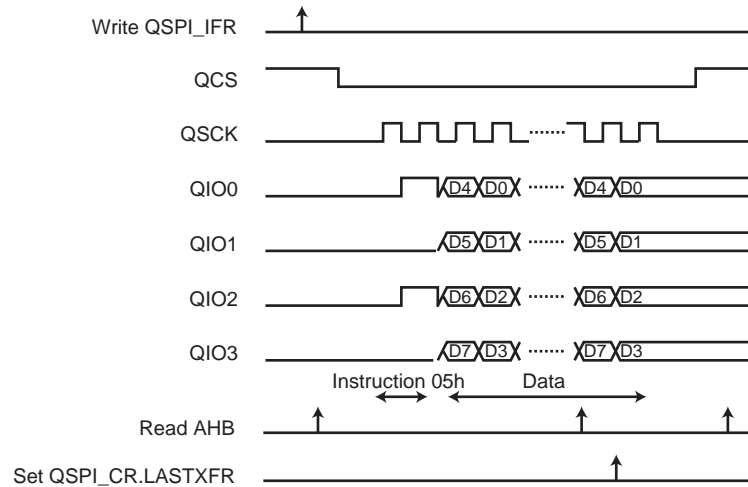 Write QSPI_IFR
QCS
QSCK
QIO0 D4 D0 D4 D0
QIO1 D5 D1 D5 D1
QIO2 D6 D2 D6 D2
QIO3 D7 D3 D7 D3
Instruction 05h Data
Read AHB
Set QSPI_CR.LASTXFR